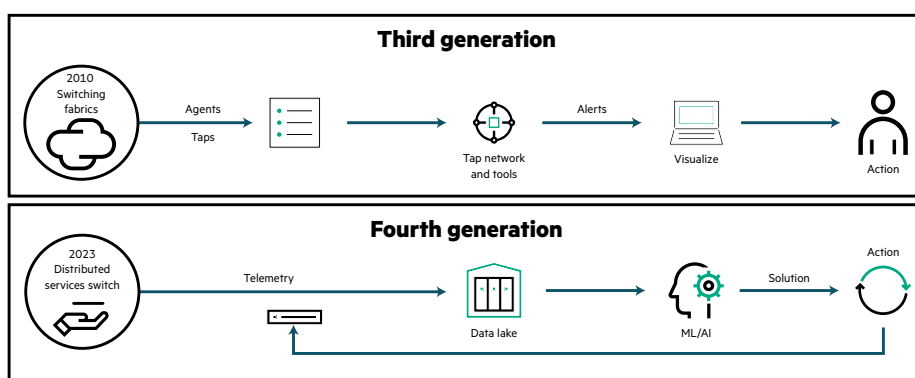 Third generation
2010
Switching
fabrics
Agents
Taps
Tap network
and tools
Alerts
Visualize
Action
Fourth generation
2023
Distributed
services switch
Telemetry
Data lake
ML/AI
Solution
Action